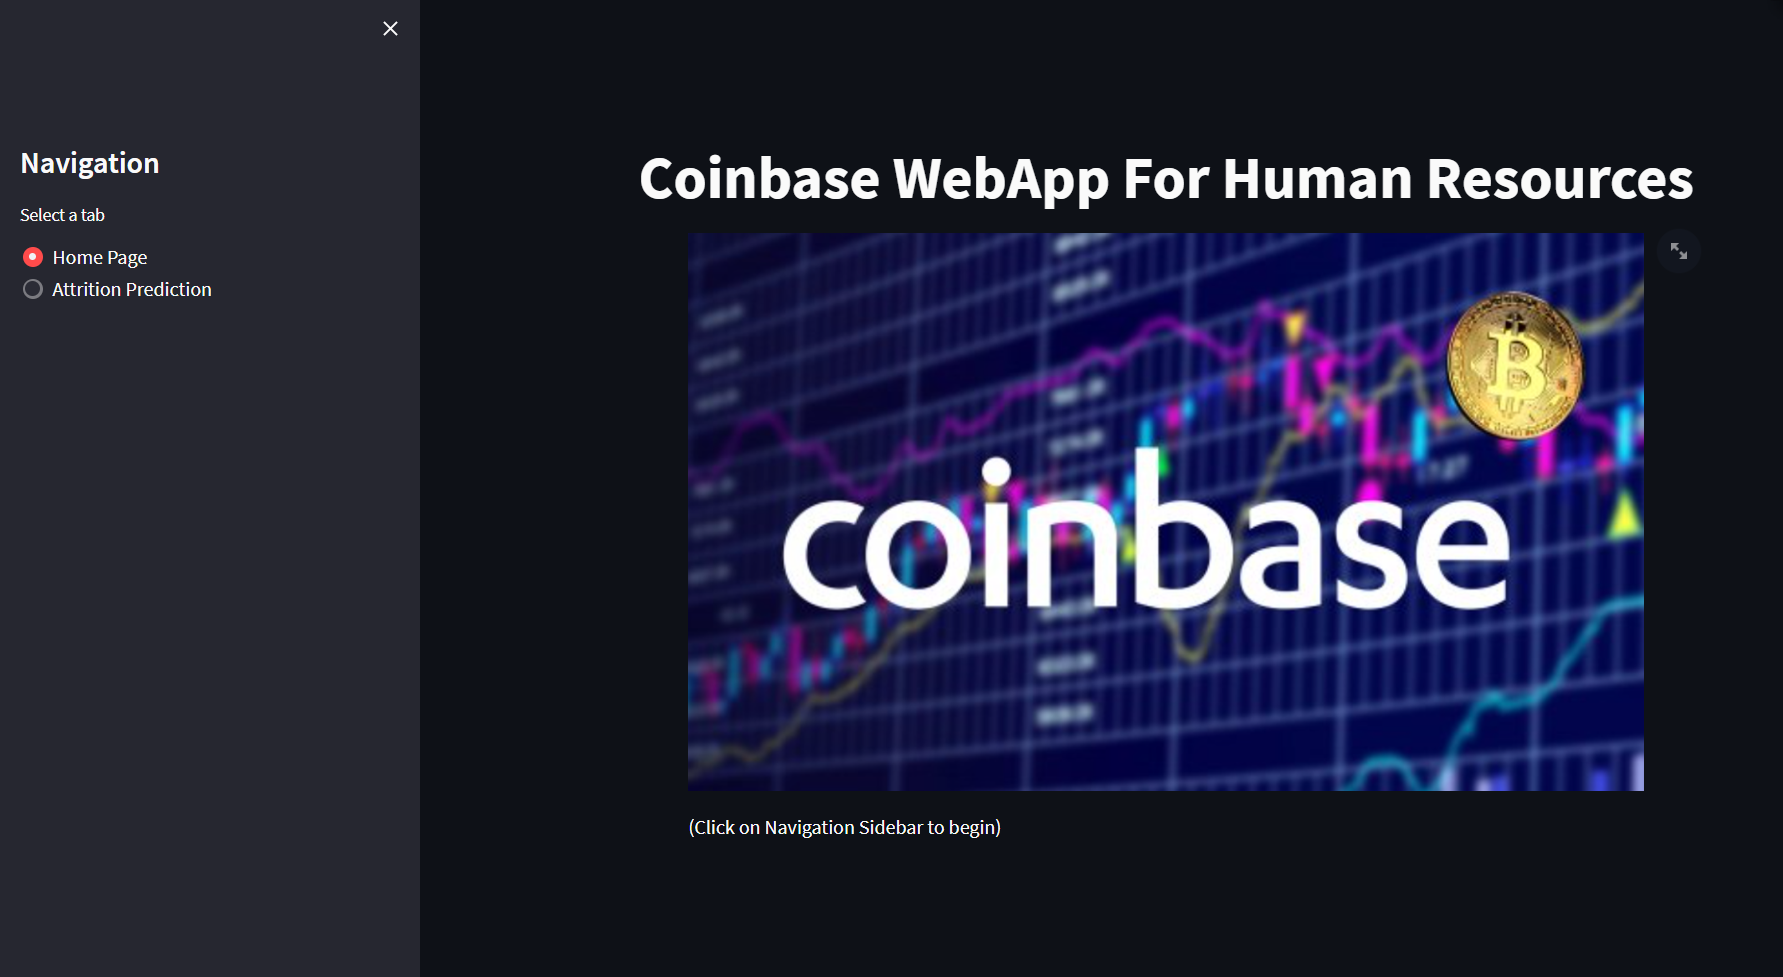 Navigation
Select a tab
Home Page
Attrition Prediction
Coinbase WebApp For Human Resources
coinbase
(Click on Navigation Sidebar to begin)